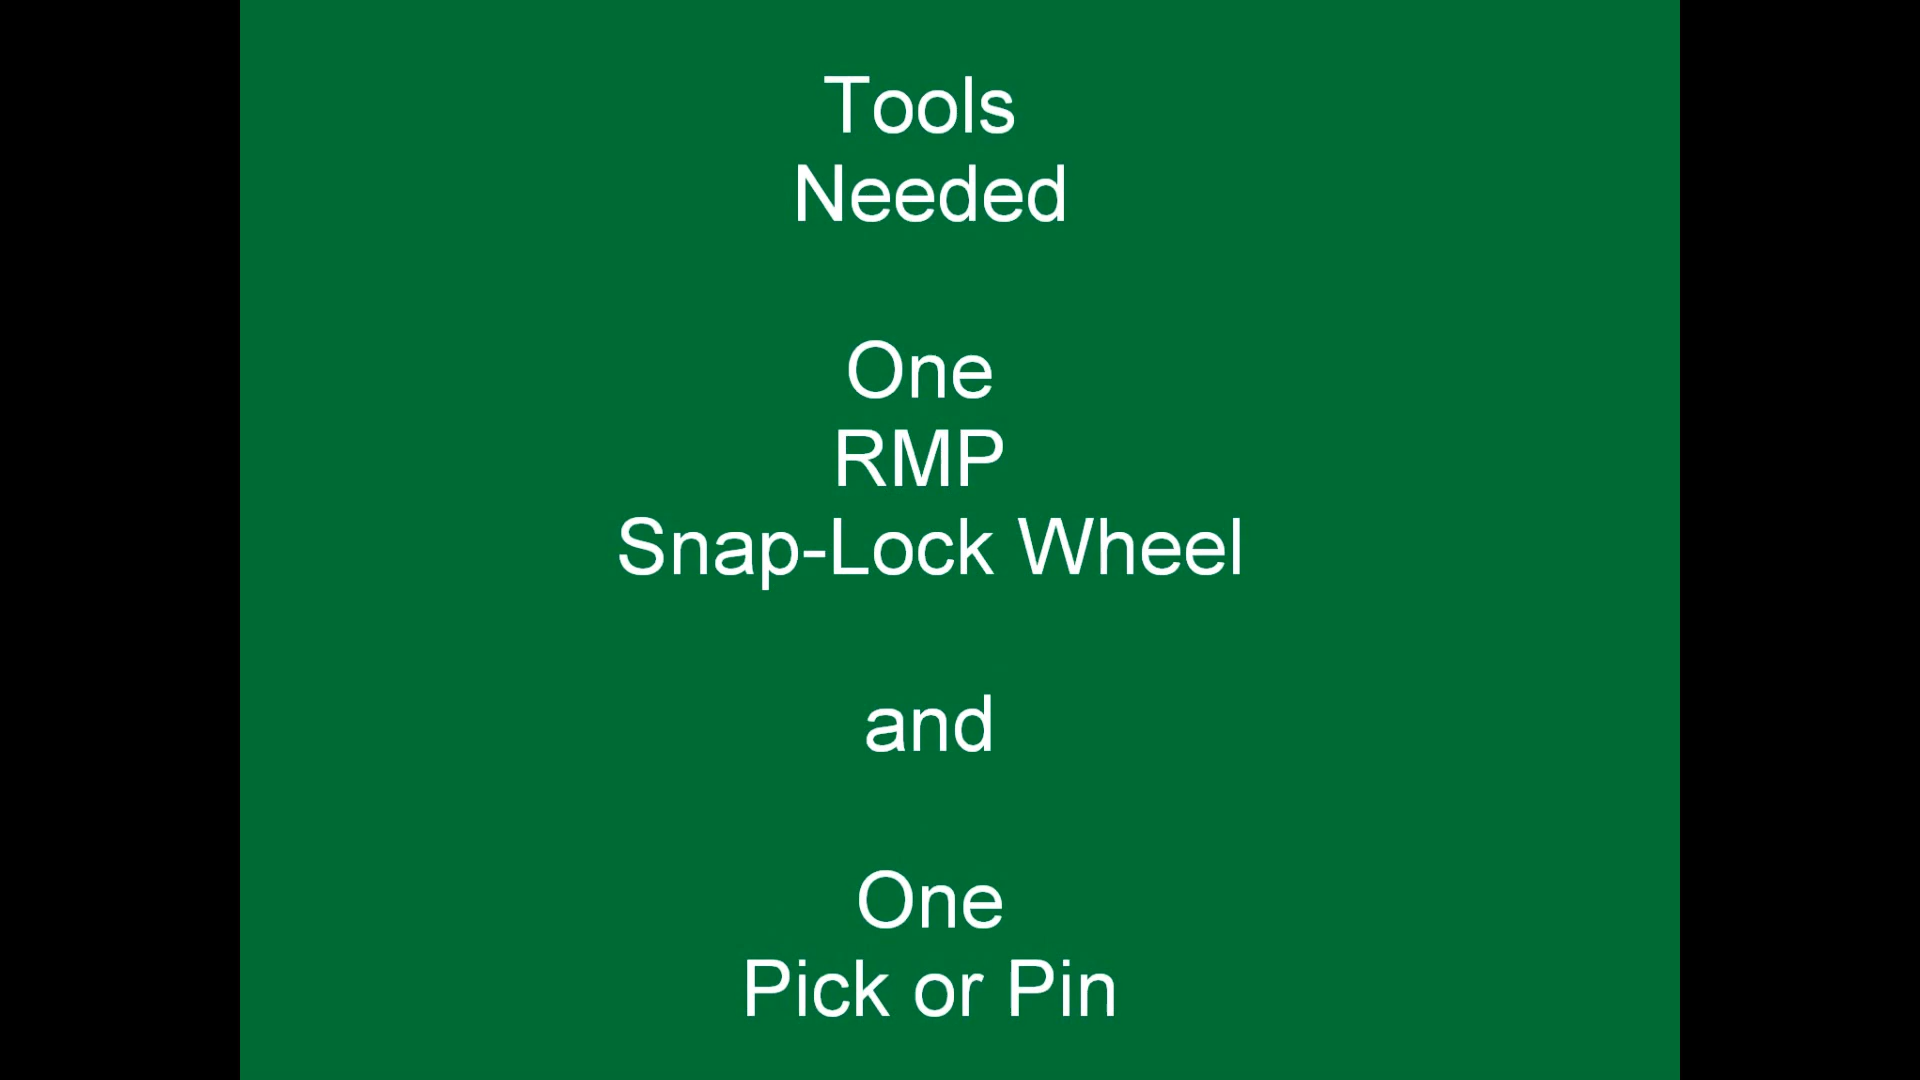 Tools
Needed
One
RMP
Snap-Lock Wheel
and
One
Pick or Pin